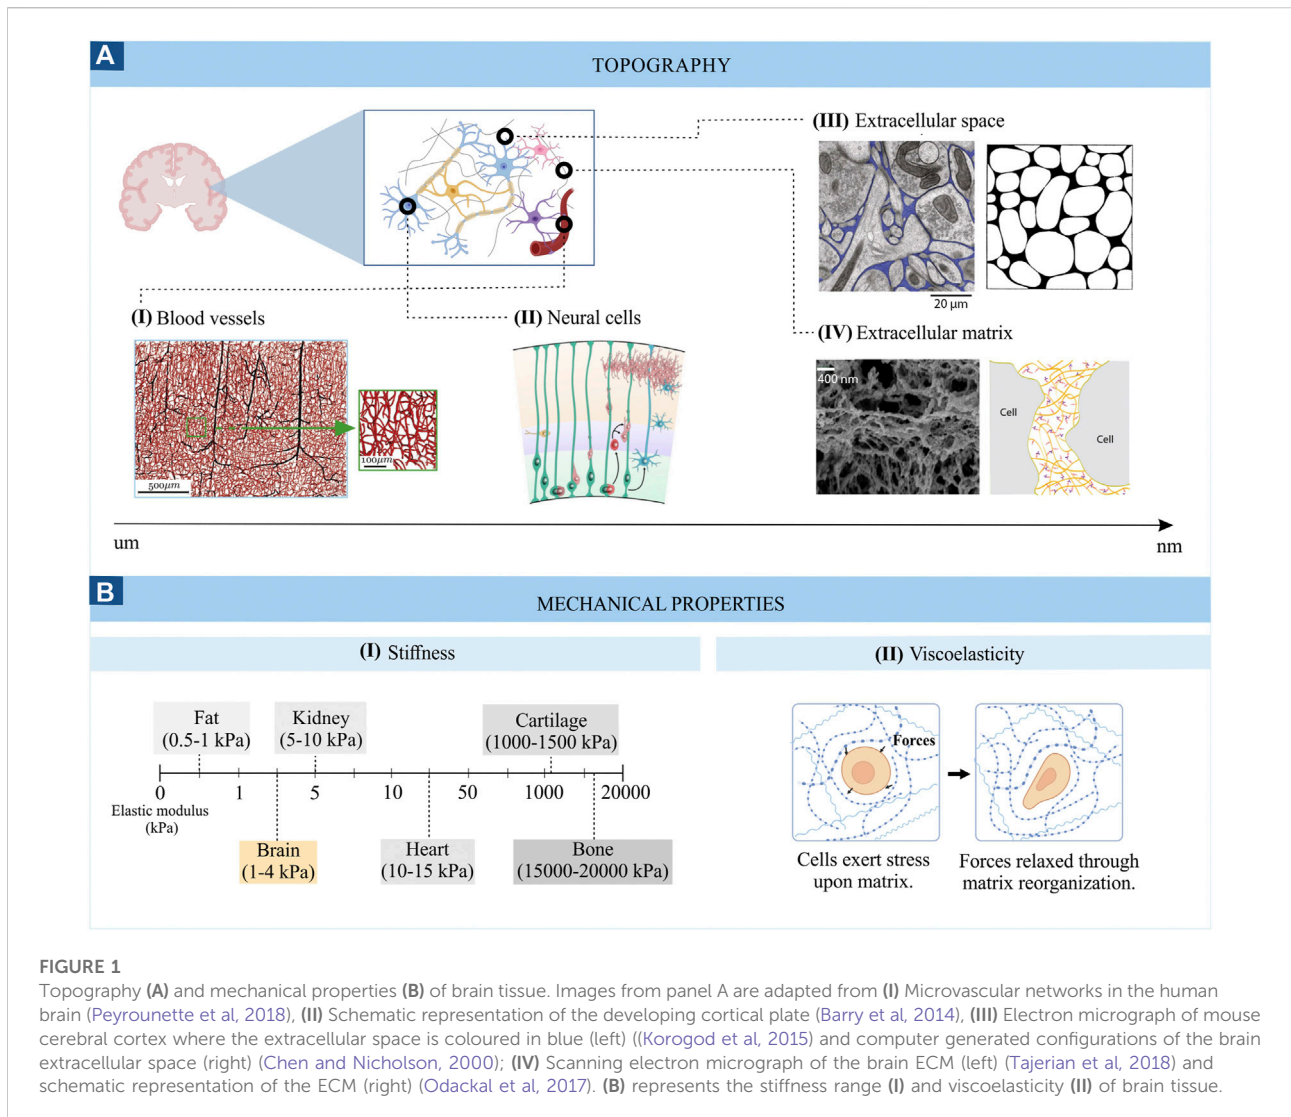 A
TOPOGRAPHY
(III) Extracellular space
20 μm
(I) Blood vessels
(II) Neural cells
(IV) Extracellular matrix
500μm
100μm
400 nm
Cell
Cell
um
nm
B
MECHANICAL PROPERTIES
(I) Stiffness
(II) Viscoelasticity
Fat
(0.5-1 kPa)
Kidney
(5-10 kPa)
Cartilage
(1000-1500 kPa)
0 1 5 10 50 1000 20000
Elastic modulus
(kPa)
Brain
(1-4 kPa)
Heart
(10-15 kPa)
Bone
(15000-20000 kPa)
Forces
Cells exert stress
upon matrix.
Forces relaxed through
matrix reorganization.
FIGURE 1
Topography (A) and mechanical properties (B) of brain tissue. Images from panel A are adapted from (I) Microvascular networks in the human
brain (Peyrounette et al, 2018), (II) Schematic representation of the developing cortical plate (Barry et al, 2014), (III) Electron micrograph of mouse
cerebral cortex where the extracellular space is coloured in blue (left) ((Korogod et al, 2015) and computer generated configurations of the brain
extracellular space (right) (Chen and Nicholson, 2000); (IV) Scanning electron micrograph of the brain ECM (left) (Tajerian et al, 2018) and
schematic representation of the ECM (right) (Odackal et al, 2017). (B) represents the stiffness range (I) and viscoelasticity (II) of brain tissue.